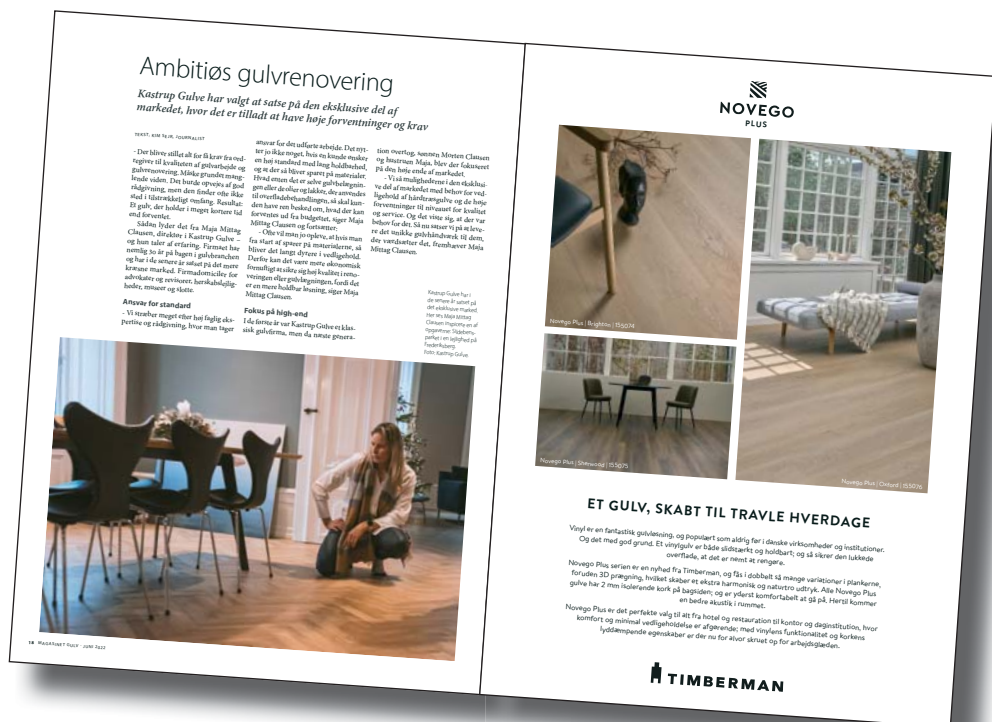 Ambitiøs gulvrenovering
Kastrup Gulve har valgt at satse på den eksklusive del af
markedet, hvor det er tilladt at have høje forventninger og krav
TEKST, KIM SEJR, JOURNALIST
- Der bliver stillet alt for få krav fra ord-
regiver til kvaliteten af gulvarbejde og
gulvrenovering. Måske grundet mang-
lende viden. Det burde opvejes af god
rådgivning, men den finder ofte ikke
sted i tilstrækkeligt omfang. Resultat:
Et gulv, der holder i meget kortere tid
end forventet.
Sådan lyder det fra Maja Mittag
Clausen, direktør i Kastrup Gulve –
og hun taler af erfaring. Firmaet har
nemlig 30 år på bagen i gulvbranchen
og har i de senere år satset på det mere
kræsne marked. Firmadomiciler for
advokater og revisorer, herskabslejlig-
heder, museer og slotte.
Ansvar for standard
- Vi stræber meget efter høj faglig eks-
pertise og rådgivning, hvor man tager
ansvar for det udførte arbejde. Det nyt-
ter jo ikke noget, hvis en kunde ønsker
en høj standard med lang holdbarhed,
og at der så bliver sparet på materialer.
Hvad enten det er selve gulvbelægnin-
gen eller de olier og lakker, der anvendes
til overfladebehandlingen, så skal kun-
den have ren besked om, hvad der kan
forventes ud fra budgettet, siger Maja
Mittag Clausen og fortsætter:
- Ofte vil man jo opleve, at hvis man
fra start af sparer på materialerne, så
bliver det langt dyrere i vedligehold.
Derfor kan det være mere økonomisk
fornuftigt at sikre sig høj kvalitet i reno-
veringen eller gulvlægningen, fordi det
er en mere holdbar løsning, siger Maja
Mittag Clausen.
Fokus på high-end
I de første år var Kastrup Gulve et klas-
sisk gulvfirma, men da næste genera-
tion overtog, sønnen Morten Clausen
og hustruen Maja, blev der fokuseret
på den høje ende af markedet.
- Vi så mulighederne i den eksklusi-
ve del af markedet med behov for ved-
ligehold af hårdttræsgulve og de høje
forventninger til niveauet for kvalitet
og service. Og det viste sig, at der var
behov for det. Så nu satser vi på at leve-
re det unikke gulvhåndværk til dem,
der værdsætter det, fremhæver Maja
Mittag Clausen.
Kastrup Gulve har i
de senere år satset på
det mere eksklusive marked.
Her ses Maja Mittag
Clausen inspicere en af
opgaverne: Sildebens-
parket i en lejlighed på
Frederiksberg.
Foto: Kastrup Gulve.
18 MAGASINET GULV - JUNI 2022
NOVEGO
PLUS
Novego Plus | Brighton | 155074
Novego Plus | Sherwood | 155075
Novego Plus | Oxford | 155076
ET GULV, SKABT TIL TRAVLE HVERDAGE
Vinyl er en fantastisk gulvløsning, og populært som aldrig før i danske virksomheder og institutioner.
Og det med god grund. Et vinylgulv er både slidstærkt og holdbart; og så sikrer den lukkede
overflade, at det er nemt at rengøre.
Novego Plus serien er en nyhed fra Timberman, og fås i dobbelt så mange variationer i plankerne,
foruden 3D prægning, hvilket skaber et ekstra harmonisk og naturtro udtryk. Alle Novego Plus
gulve har 2 mm isolerende kork på bagsiden; og er yderst komfortabelt at gå på. Hertil kommer
en bedre akustik i rummet.
Novego Plus er det perfekte valg til alt fra hotel og restauration til kontor og daginstitution, hvor
komfort og minimal vedligeholdelse er afgørende; med vinylens funktionalitet og korkens
lyddæmpende egenskaber er der nu for alvor skruet op for arbejdsglæden.
TIMBERMAN